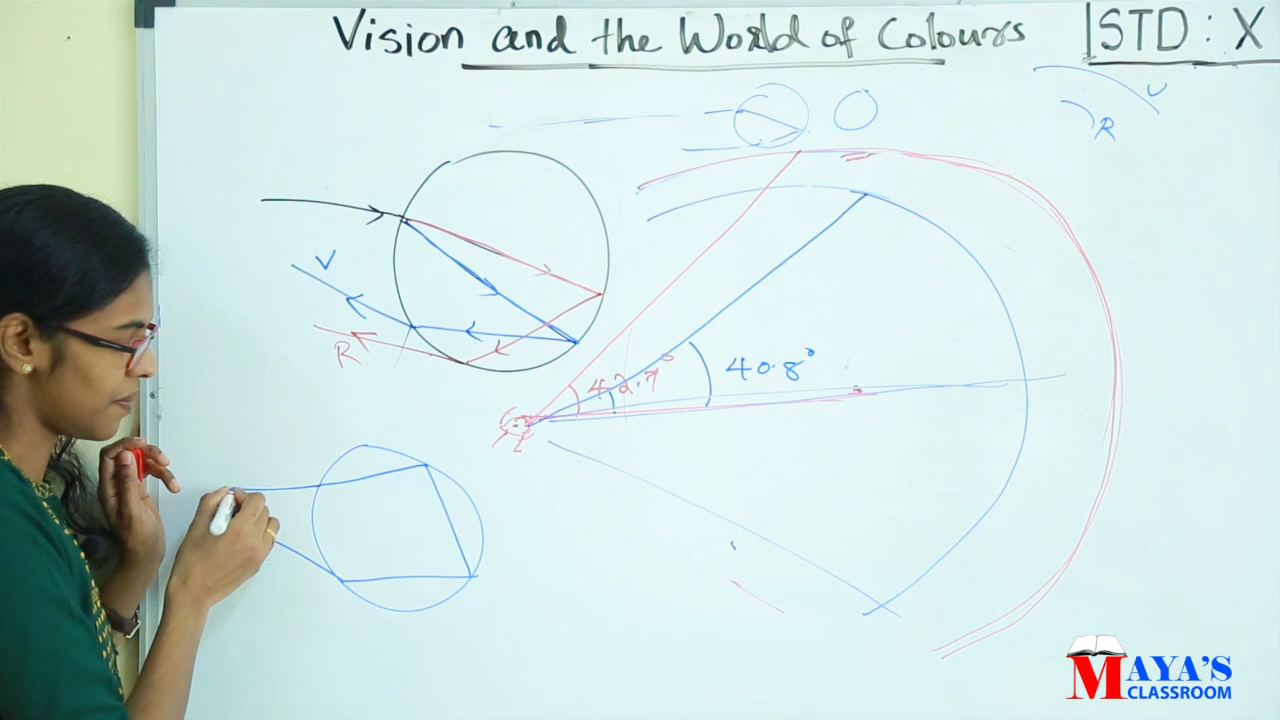 Vision and the World of Colours
STD : X
V
R
V
R
42.7°
40.8°
MAYA'S
CLASSROOM